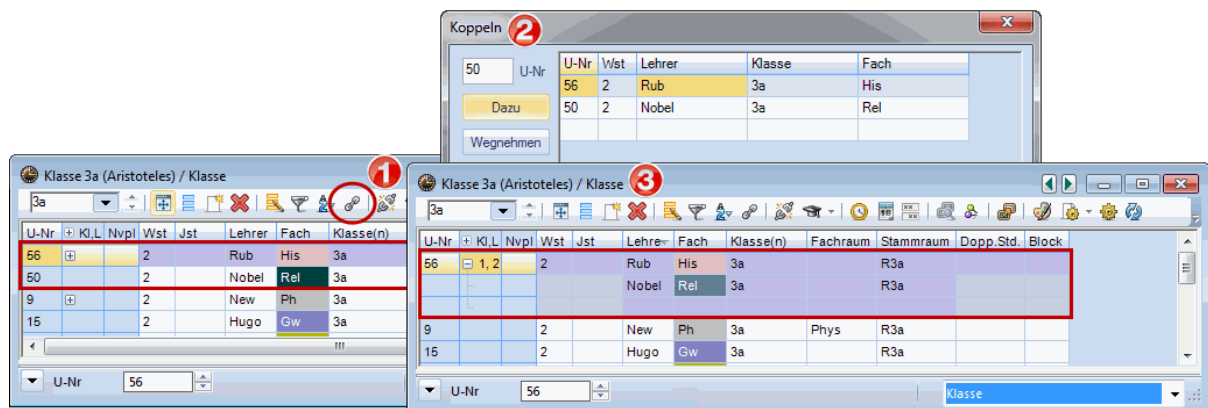 Koppeln 2
50 U-Nr
Dazu
Wegnehmen
U-Nr Wst Lehrer Klasse Fach
56 2 Rub 3a His
50 2 Nobel 3a Rel
Klasse 3a (Aristoteles) / Klasse 1
3a
U-Nr Kl,L Nvpl Wst Jst Lehrer Fach Klasse(n)
56 2 Rub His 3a
50 2 Nobel Rel 3a
9 2 New Ph 3a
15 2 Hugo Gw 3a
U-Nr 56
Klasse 3a (Aristoteles) / Klasse 3
3a
U-Nr Kl,L Nvpl Wst Jst Lehrer Fach Klasse(n) Fachraum Stammraum Dopp.Std. Block
56 1, 2 2 Rub His 3a R3a
Nobel Rel 3a R3a
9 2 New Ph 3a Phys R3a
15 2 Hugo Gw 3a R3a
U-Nr 56
Klasse